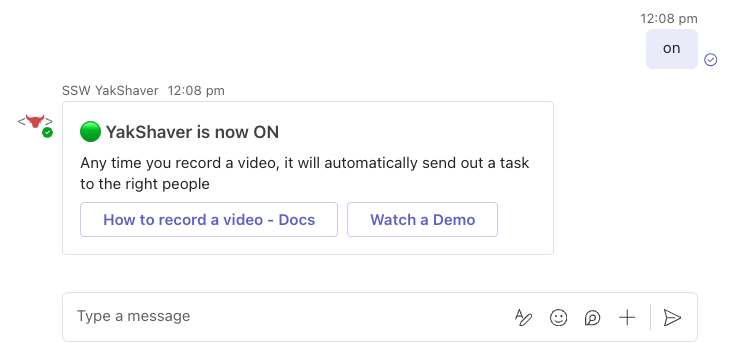 12:08 pm
on
SSW YakShaver 12:08 pm
YakShaver is now ON
Any time you record a video, it will automatically send out a task
to the right people
How to record a video - Docs
Watch a Demo
Type a message